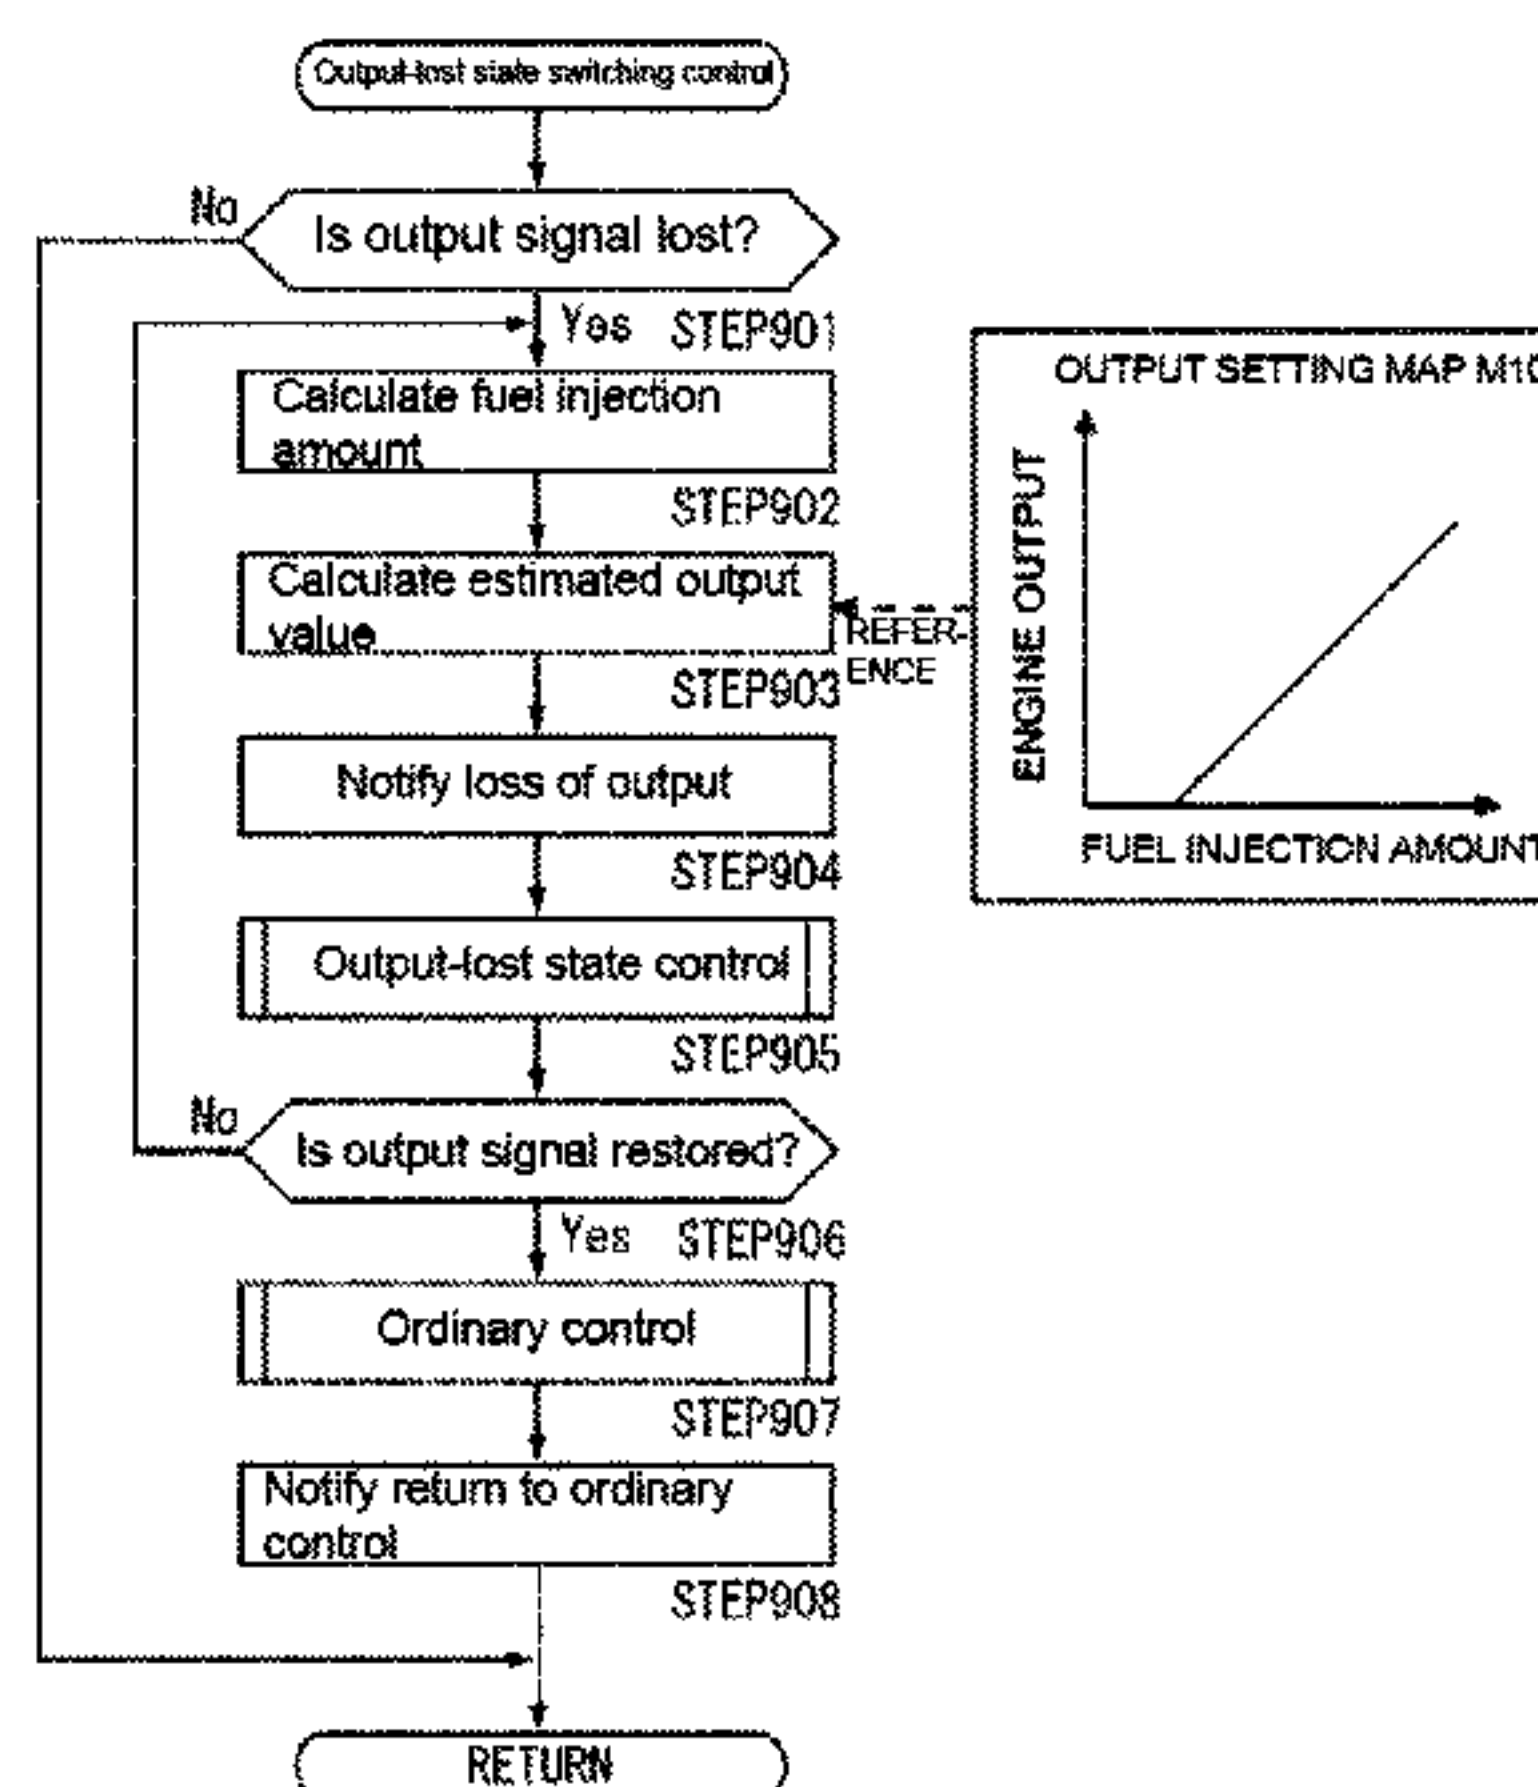 Output-lost state switching control
No
Is output signal lost?
Yes STEP901
Calculate fuel injection
amount
STEP902
Calculate estimated output
value
STEP903
Notify loss of output
STEP904
Output-lost state control
STEP905
No
Is output signal restored?
Yes STEP906
Ordinary control
STEP907
Notify return to ordinary
control
STEP908
RETURN
REFER-
ENCE
OUTPUT SETTING MAP
ENGINE OUTPUT
FUEL INJECTION AMOUNT